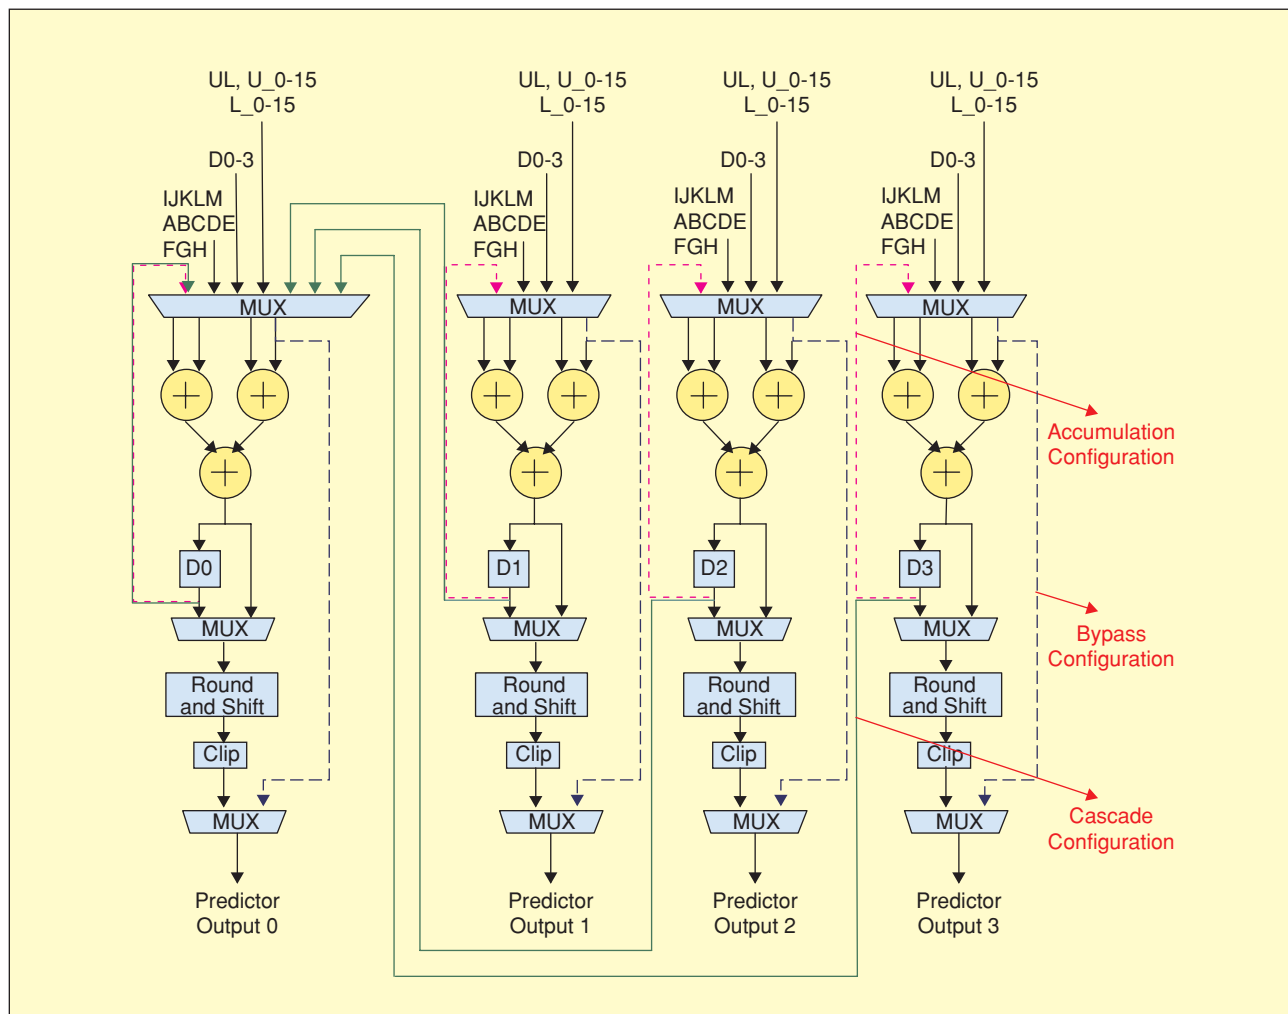 UL, U_0-15
L_0-15
UL, U_0-15
L_0-15
UL, U_0-15
L_0-15
UL, U_0-15
L_0-15
D0-3
D0-3
D0-3
D0-3
IJKLM
ABCDE
FGH
IJKLM
ABCDE
FGH
IJKLM
ABCDE
FGH
IJKLM
ABCDE
FGH
MUX
MUX
MUX
MUX
Accumulation
Configuration
D0
D1
D2
D3
MUX
MUX
MUX
MUX
Bypass
Configuration
Round
and Shift
Round
and Shift
Round
and Shift
Round
and Shift
Clip
Clip
Clip
Clip
Cascade
Configuration
MUX
MUX
MUX
MUX
Predictor
Output 0
Predictor
Output 1
Predictor
Output 2
Predictor
Output 3